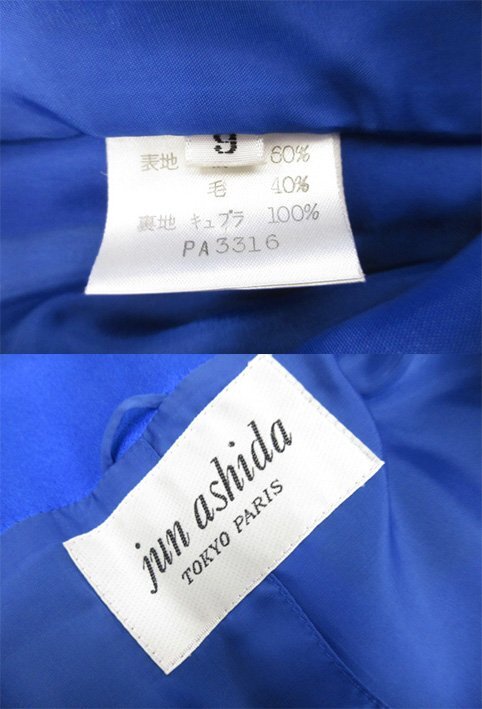 9
表地 60%
毛 40%
裏地 キュプラ 100%
PA3316
jun ashida
TOKYO PARIS